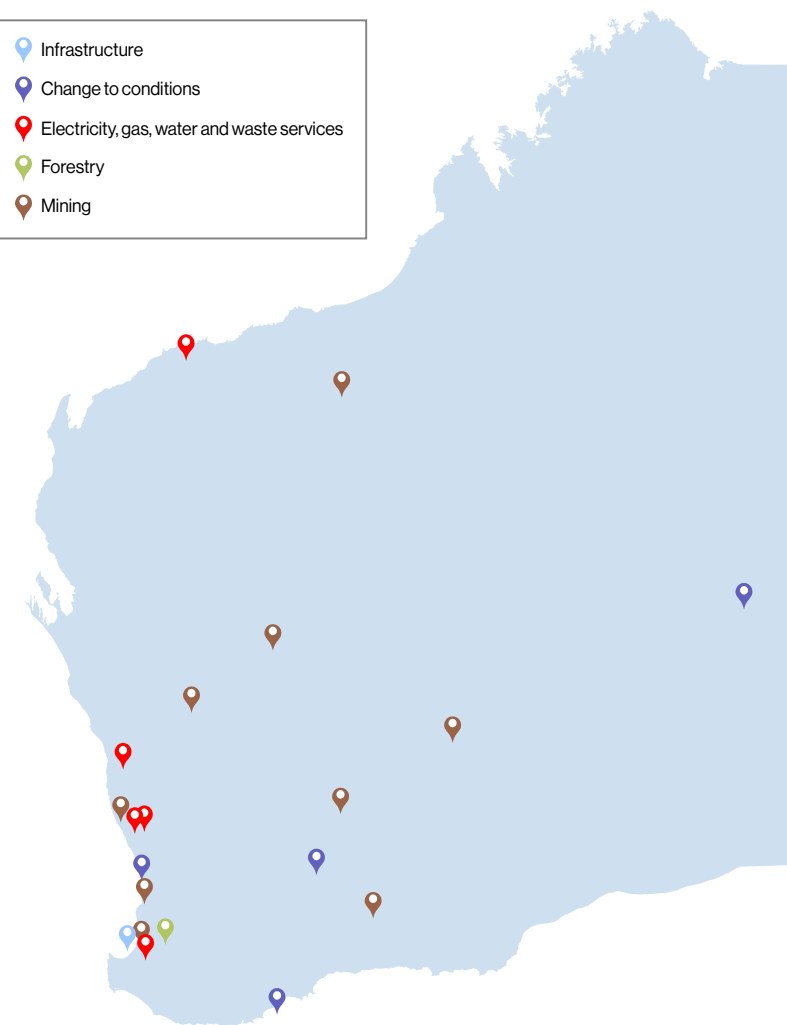 Infrastructure
Change to conditions
Electricity, gas, water and waste services
Forestry
Mining